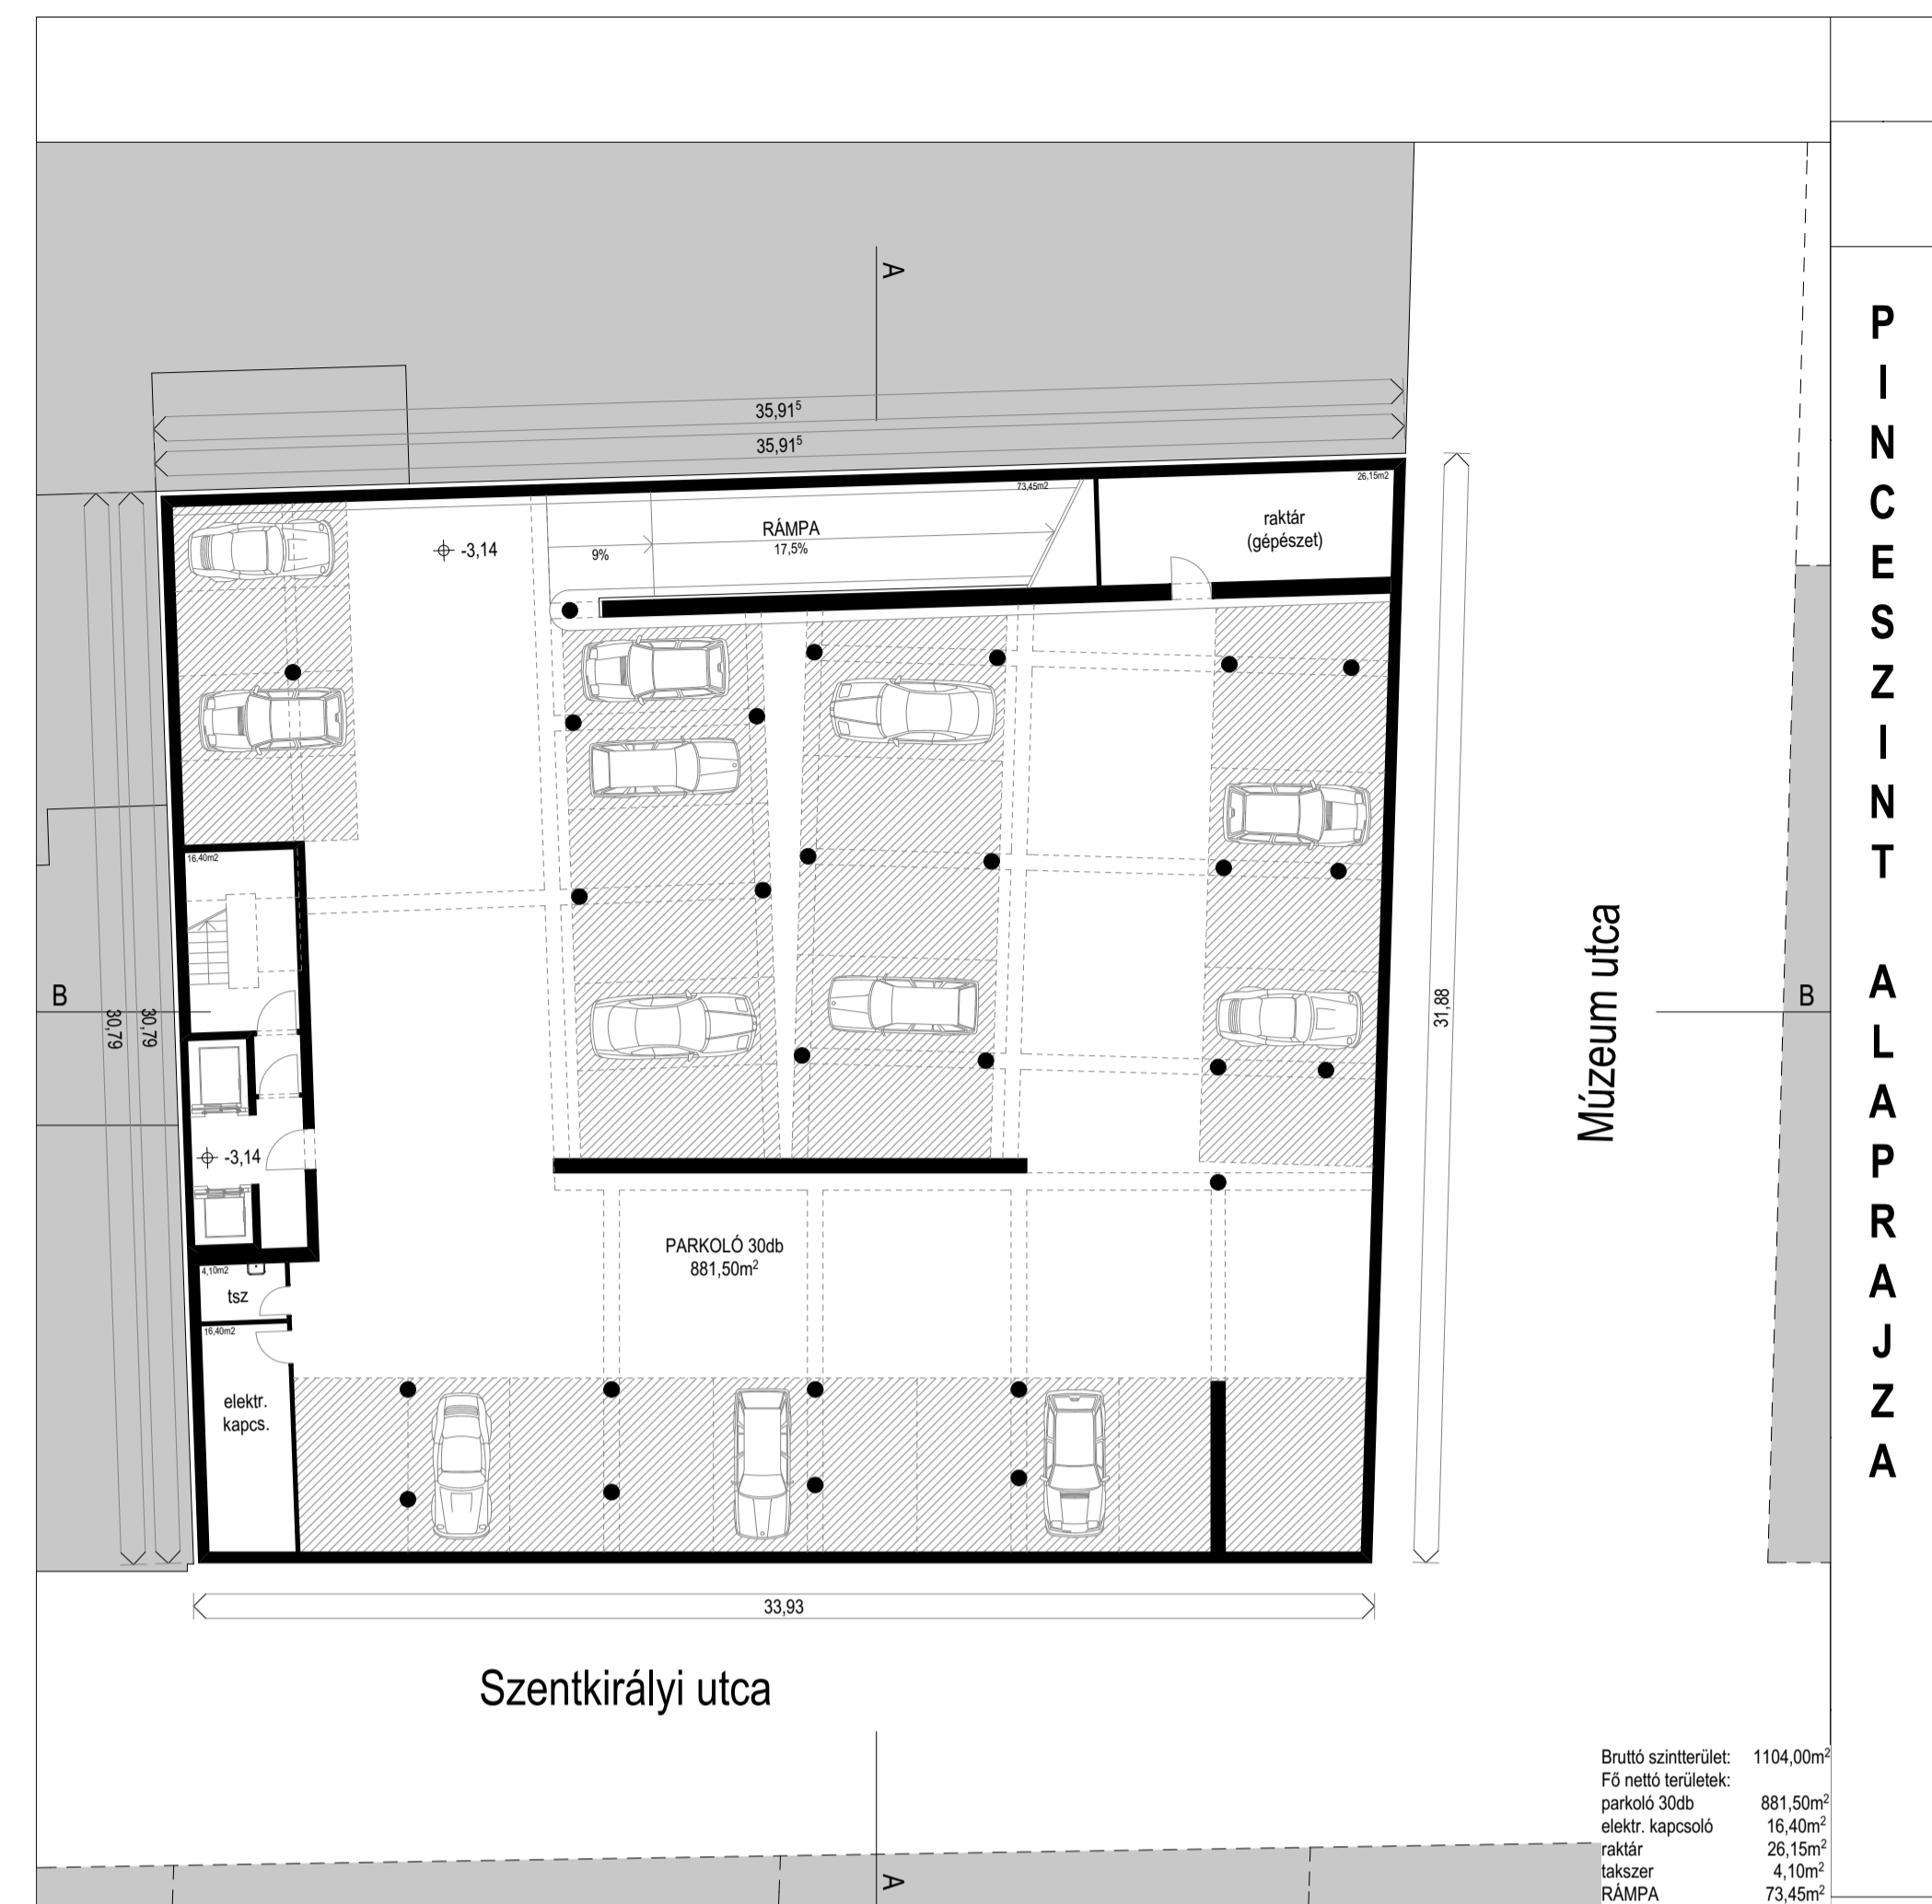 A
35,91⁵
35,91⁵
73,45m2
26,15m2
RÁMPA
17,5%
9%
raktár
(gépészet)
-3,14
16,40m2
B
30,79
30,79
-3,14
31,88
Múzeum utca
B
PARKOLÓ 30db
881,50m²
4,10m2
tsz
16,40m2
elektr.
kapcs.
33,93
Szentkirályi utca
A
Bruttó szintterület: 1104,00m²
Fő nettó területek:
parkoló 30db 881,50m²
elektr. kapcsoló 16,40m²
raktár 26,15m²
takszer 4,10m²
RÁMPA 73,45m²
PINCESZINT ALAPRAJZA